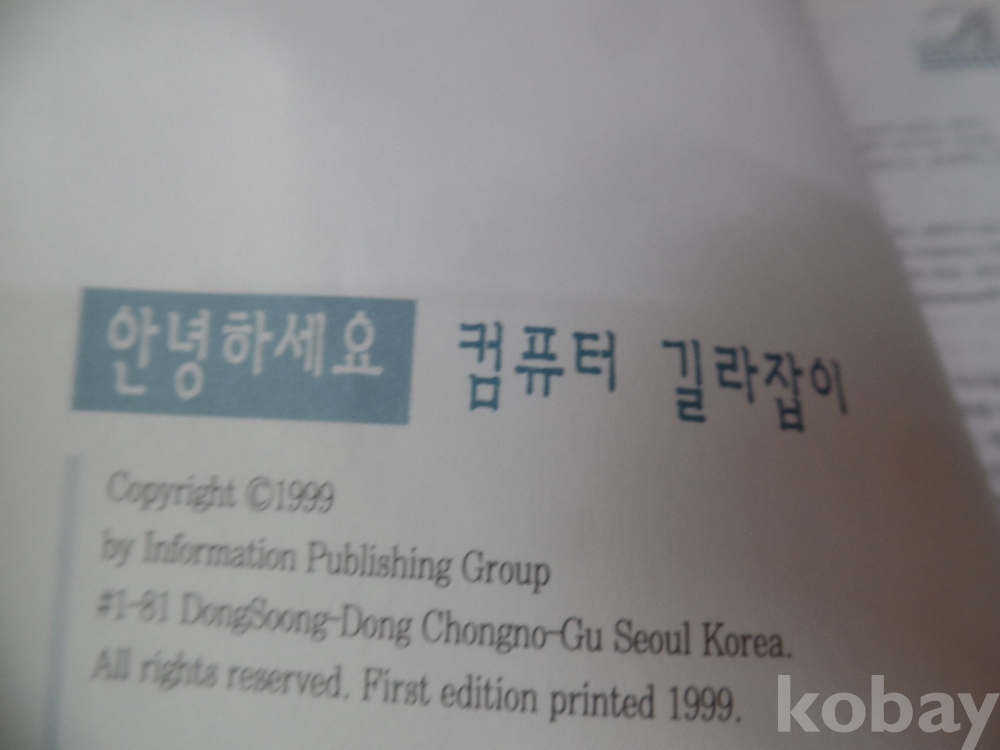 안녕하세요 컴퓨터 길라잡이
Copyright ©1999
by Information Publishing Group
#1-81 DongSoong-Dong Chongno-Gu Seoul Korea.
All rights reserved. First edition printed 1999.
kobay